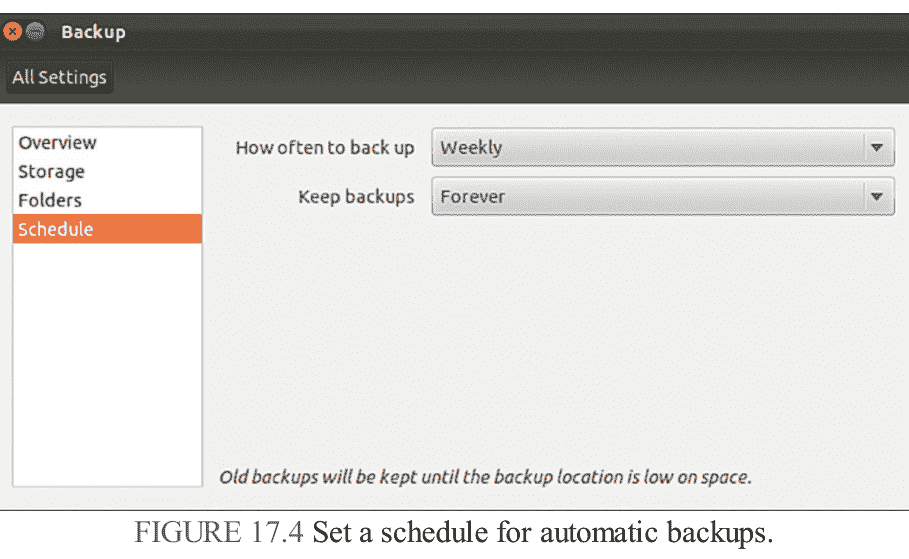 Backup
All Settings
Overview
Storage
Folders
Schedule
How often to back up Weekly
Keep backups Forever
Old backups will be kept until the backup location is low on space.
FIGURE 17.4 Set a schedule for automatic backups.